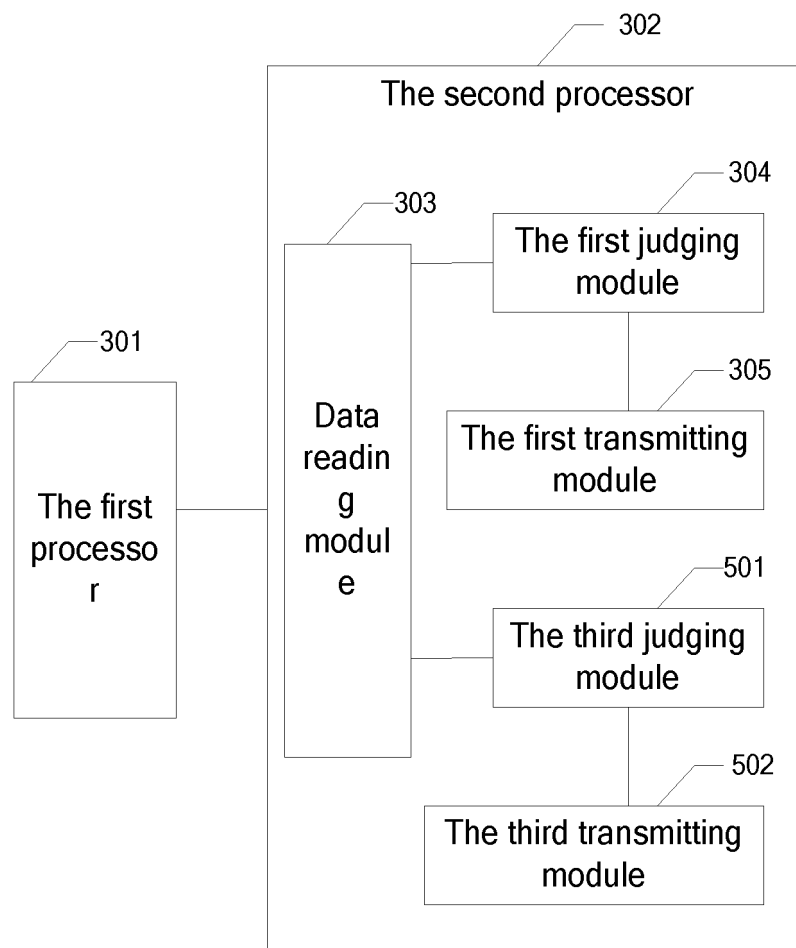 302
The second processor
304
303
The first judging
module
301
305
Data
readin
g
modul
e
The first transmitting
module
The first
processo
r
501
The third judging
module
502
The third transmitting
module